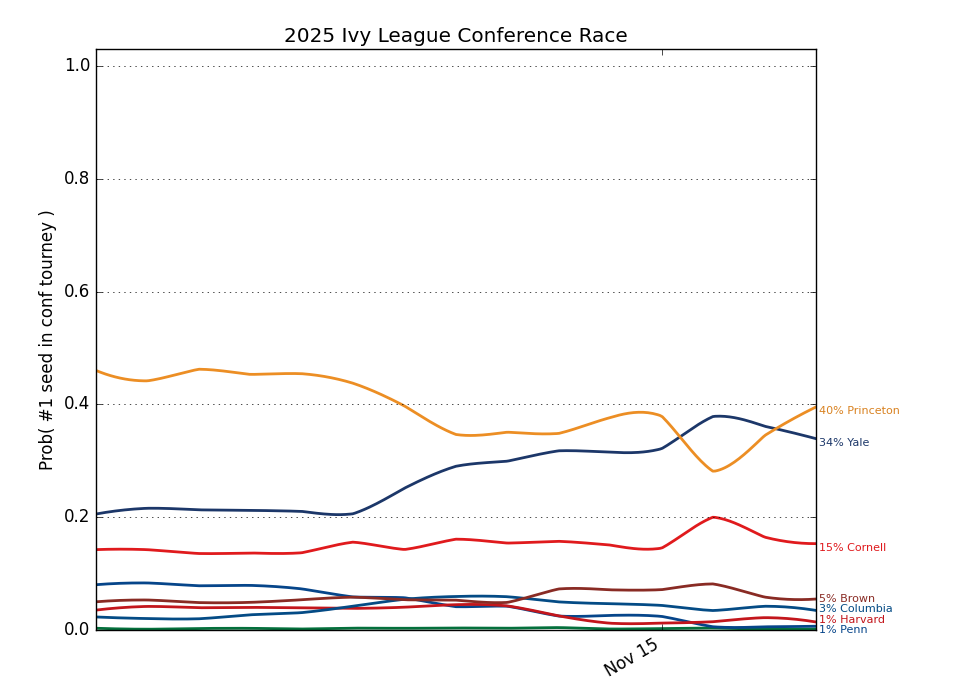 2025 Ivy League Conference Race
Prob( #1 seed in conf tourney )
1.0
0.8
0.6
0.4
0.2
0.0
Nov 15
40% Princeton
34% Yale
15% Cornell
5% Brown
3% Columbia
1% Harvard
1% Penn